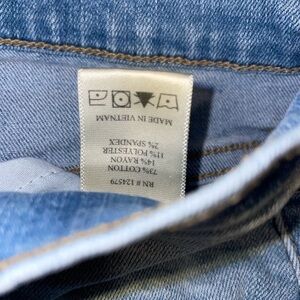 RN # 124579
73% COTTON
14% RAYON
11% POLYESTER
2% SPANDEX
MADE IN VIETNAM